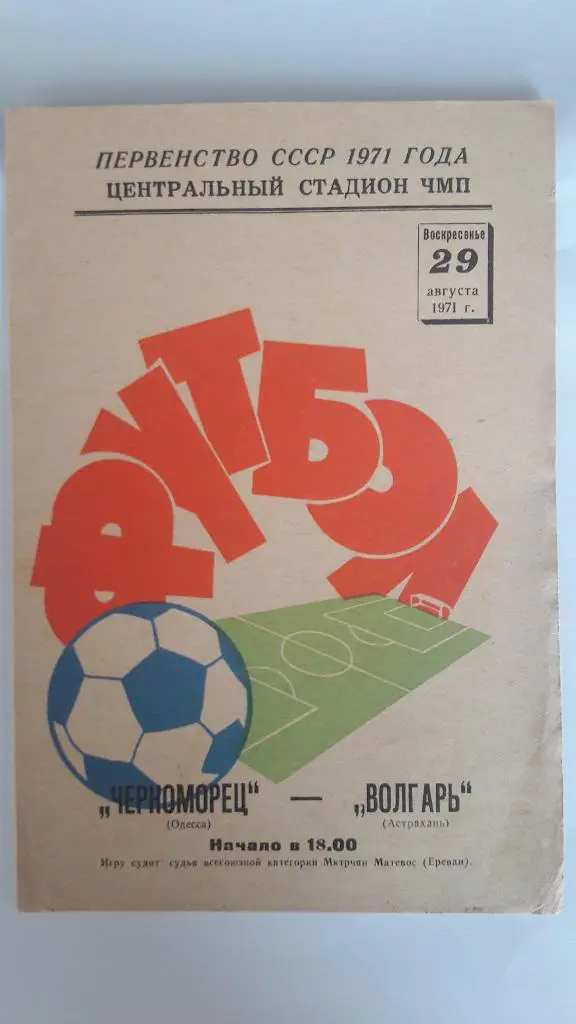 ПЕРВЕНСТВО СССР 1971 ГОДА
ЦЕНТРАЛЬНЫЙ СТАДИОН ЧМП
Воскресенье
29
августа
1971 г.
ФУТБОЛ
„ЧЕРНОМОРЕЦ" — „ВОЛГАРЬ"
(Одесса) (Астрахань)
Начало в 18.00
Игру судит: судья всесоюзной категории Мктрчян Матевос (Ереван).